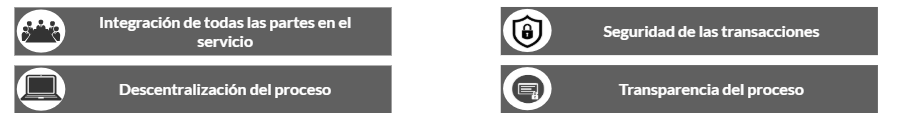 Integración de todas las partes en el
servicio
Seguridad de las transacciones
Descentralización del proceso
Transparencia del proceso